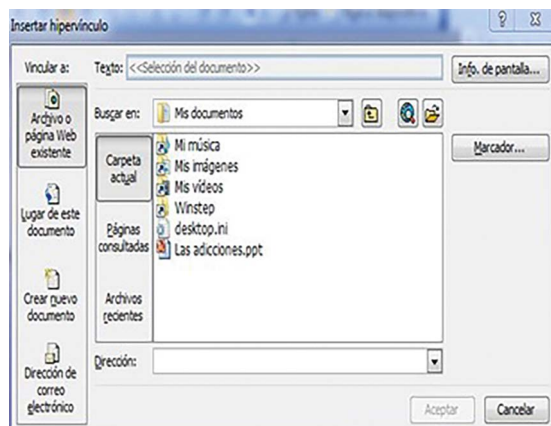 Insertar hipervínculo
Vincular a:
Texto: <<Selección del documento>>
Info. de pantalla...
Archivo o
página Web
existente
Lugar de este
documento
Crear nuevo
documento
Dirección de
correo
electrónico
Buscar en:
Mis documentos
Carpeta
actual
Páginas
consultadas
Archivos
recientes
Mi música
Mis imágenes
Mis vídeos
Winstep
desktop.ini
Las adicciones.ppt
Marcador...
Dirección:
Aceptar
Cancelar